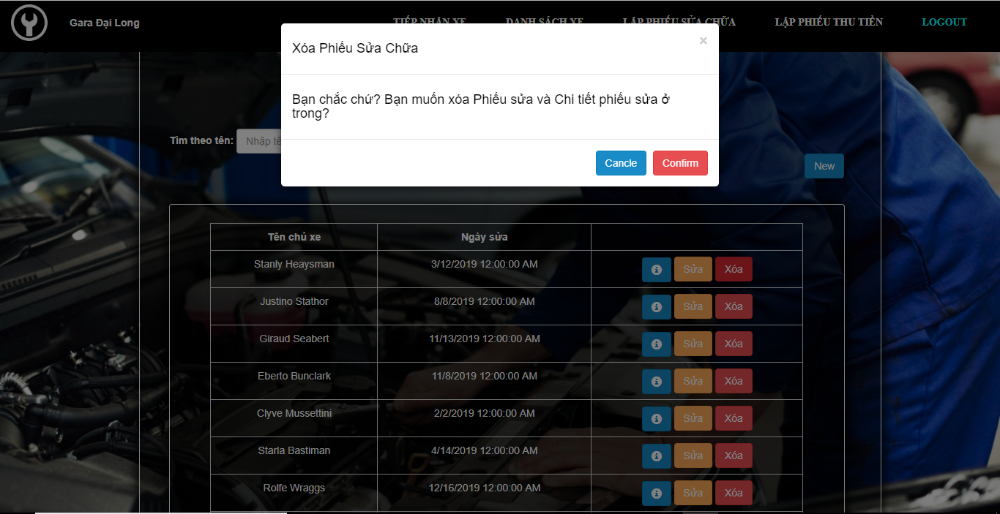 Gara Đại Long
TIẾP NHẬN XE
DANH SÁCH XE
LẬP PHIẾU SỬA CHỮA
LẬP PHIẾU THU TIỀN
LOGOUT
Xóa Phiếu Sửa Chữa
×
Bạn chắc chứ? Bạn muốn xóa Phiếu sửa và Chi tiết phiếu sửa ở
trong?
Cancle Confirm
Tìm theo tên: Nhập tê
New
Tên chủ xe Ngày sửa
Stanly Heaysman 3/12/2019 12:00:00 AM Sửa Xóa
Justino Stathor 8/8/2019 12:00:00 AM Sửa Xóa
Giraud Seabert 11/13/2019 12:00:00 AM Sửa Xóa
Eberto Bunclark 11/8/2019 12:00:00 AM Sửa Xóa
Clyve Mussettini 2/2/2019 12:00:00 AM Sửa Xóa
Starla Bastiman 4/14/2019 12:00:00 AM Sửa Xóa
Rolfe Wraggs 12/16/2019 12:00:00 AM Sửa Xóa